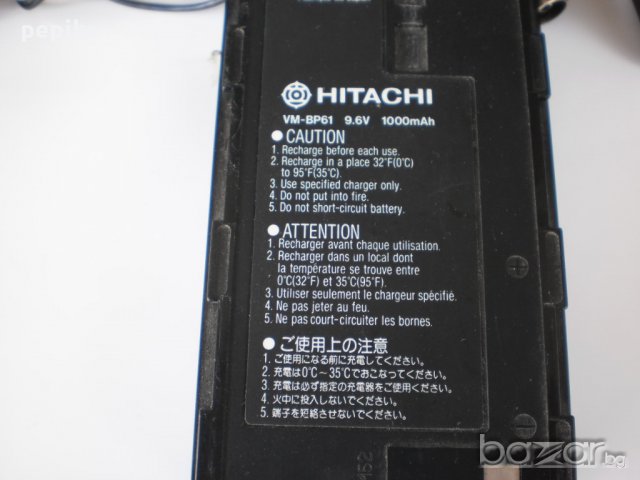 pepik
HITACHI
VM-BP61 9.6V 1000mAh
● CAUTION
1. Recharge before each use.
2. Recharge in a place 32°F(0°C)
to 95°F(35°C).
3. Use specified charger only.
4. Do not put into fire.
5. Do not short-circuit battery.
● ATTENTION
1. Recharger avant chaque utilisation.
2. Recharger dans un local dont
la température se trouve entre
0°C(32°F) et 35°C(95°F).
3. Utiliser seulement le chargeur spécifié.
4. Ne pas jeter au feu.
5. Ne pas court-circuiter les bornes.
● ご使用上の注意
1. ご使用になる前に充電してください。
2. 充電は0℃～35℃でおこなってください。
3. 充電は必ず指定の充電器をご使用ください。
4. 火中に投入しないでください。
5. 端子を短絡させないでください。
bazar.bg